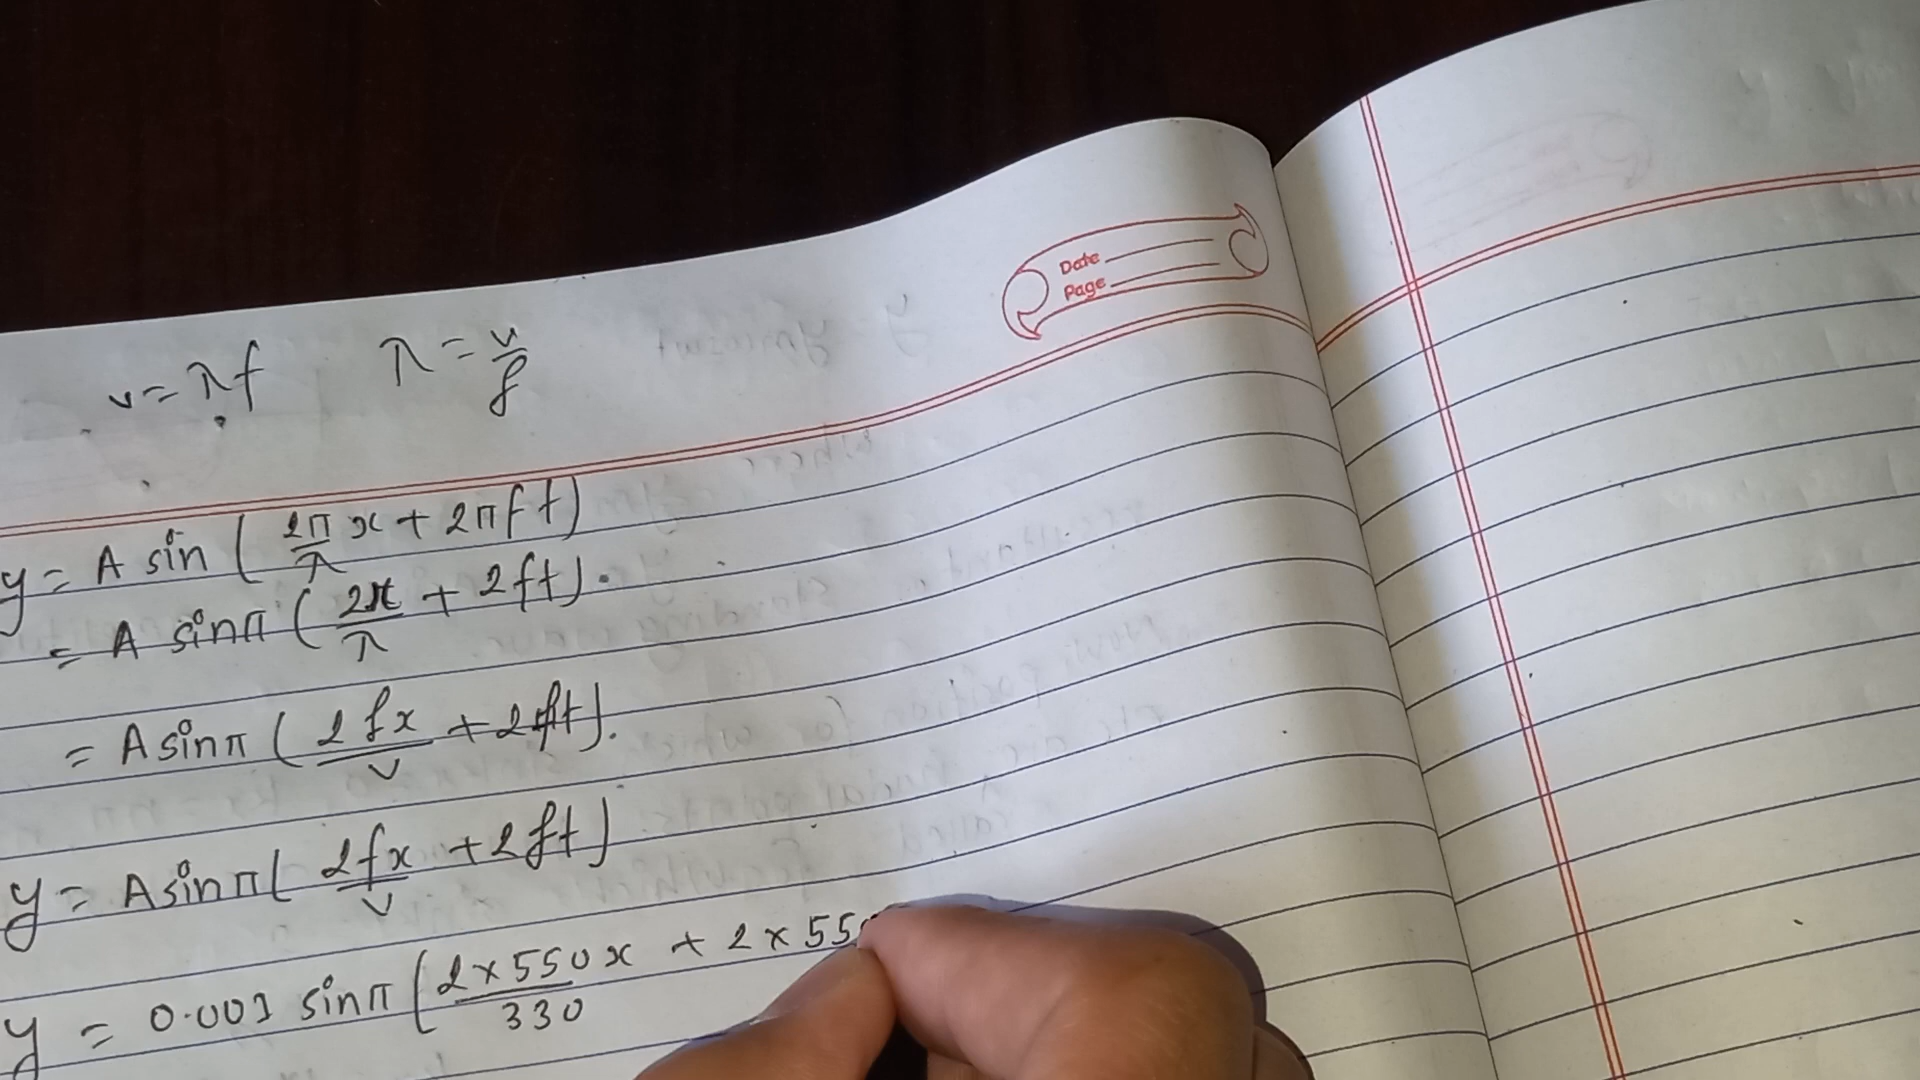 Date
Page
v = λf λ = v/f
y = A sin ( 2π/λ x + 2πft)
= A sinπ ( 2x/λ + 2ft).
= A sinπ ( 2fx/v + 2ft).
y = A sinπ ( 2fx/v + 2ft)
y = 0.001 sinπ ( 2×550x/330 + 2×55